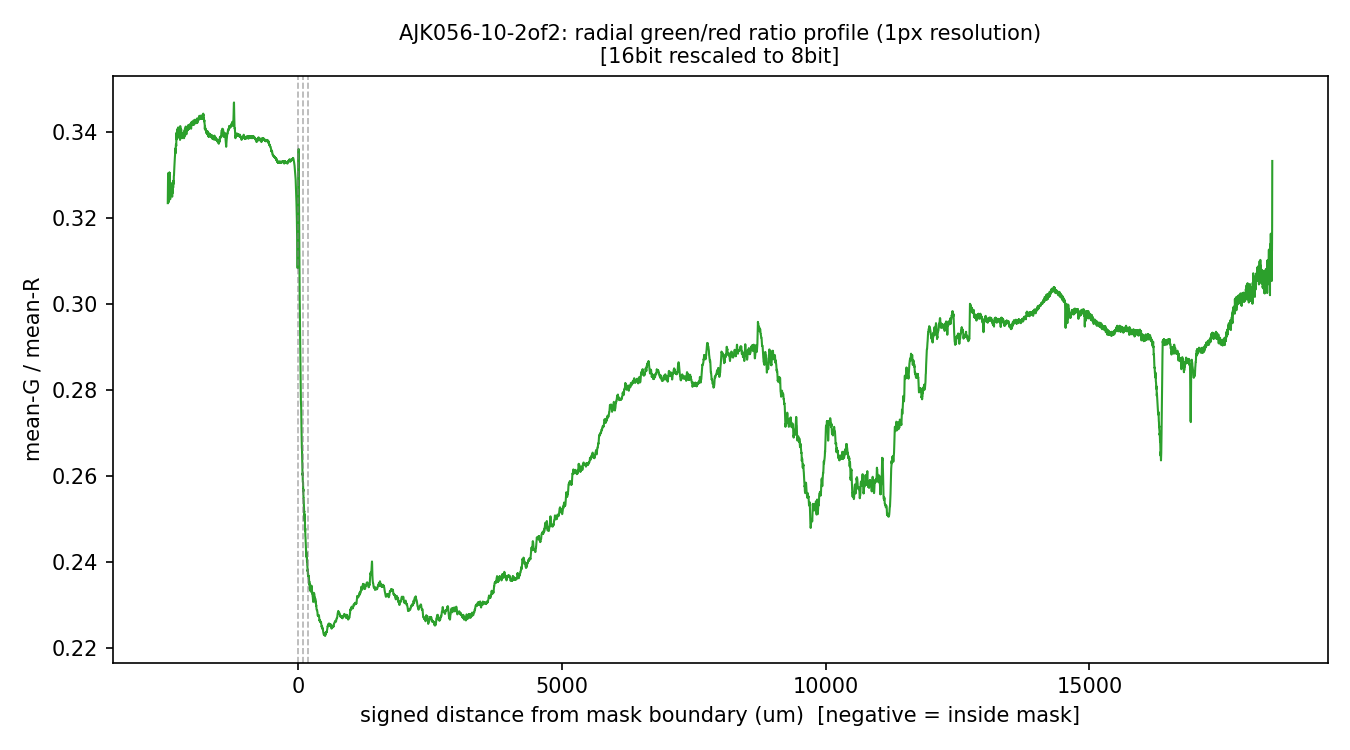 AJK056-10-2of2: radial green/red ratio profile (1px resolution)
[16bit rescaled to 8bit]
mean-G / mean-R
0.34
0.32
0.30
0.28
0.26
0.24
0.22
0
5000
10000
15000
signed distance from mask boundary (um)  [negative = inside mask]